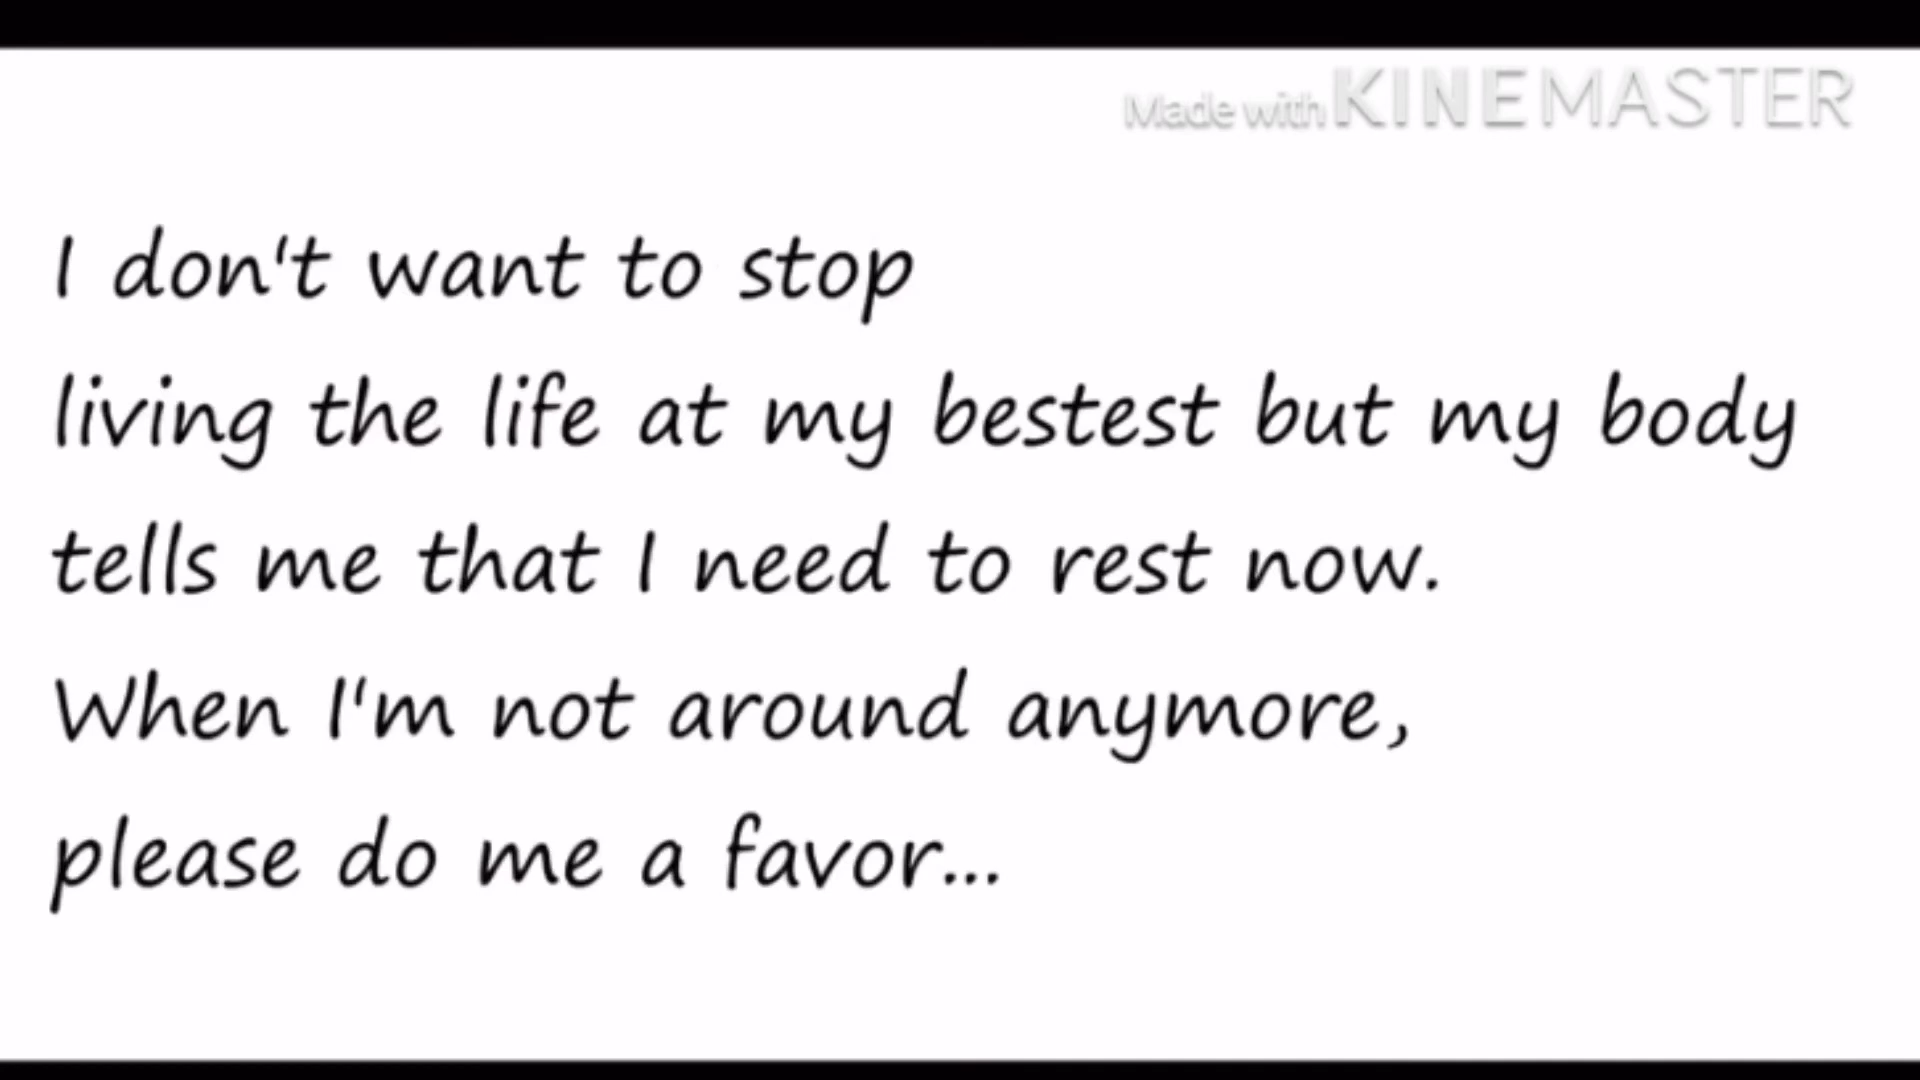 Made with KINEMASTER
I don't want to stop
living the life at my bestest but my body
tells me that I need to rest now.
When I'm not around anymore,
please do me a favor...